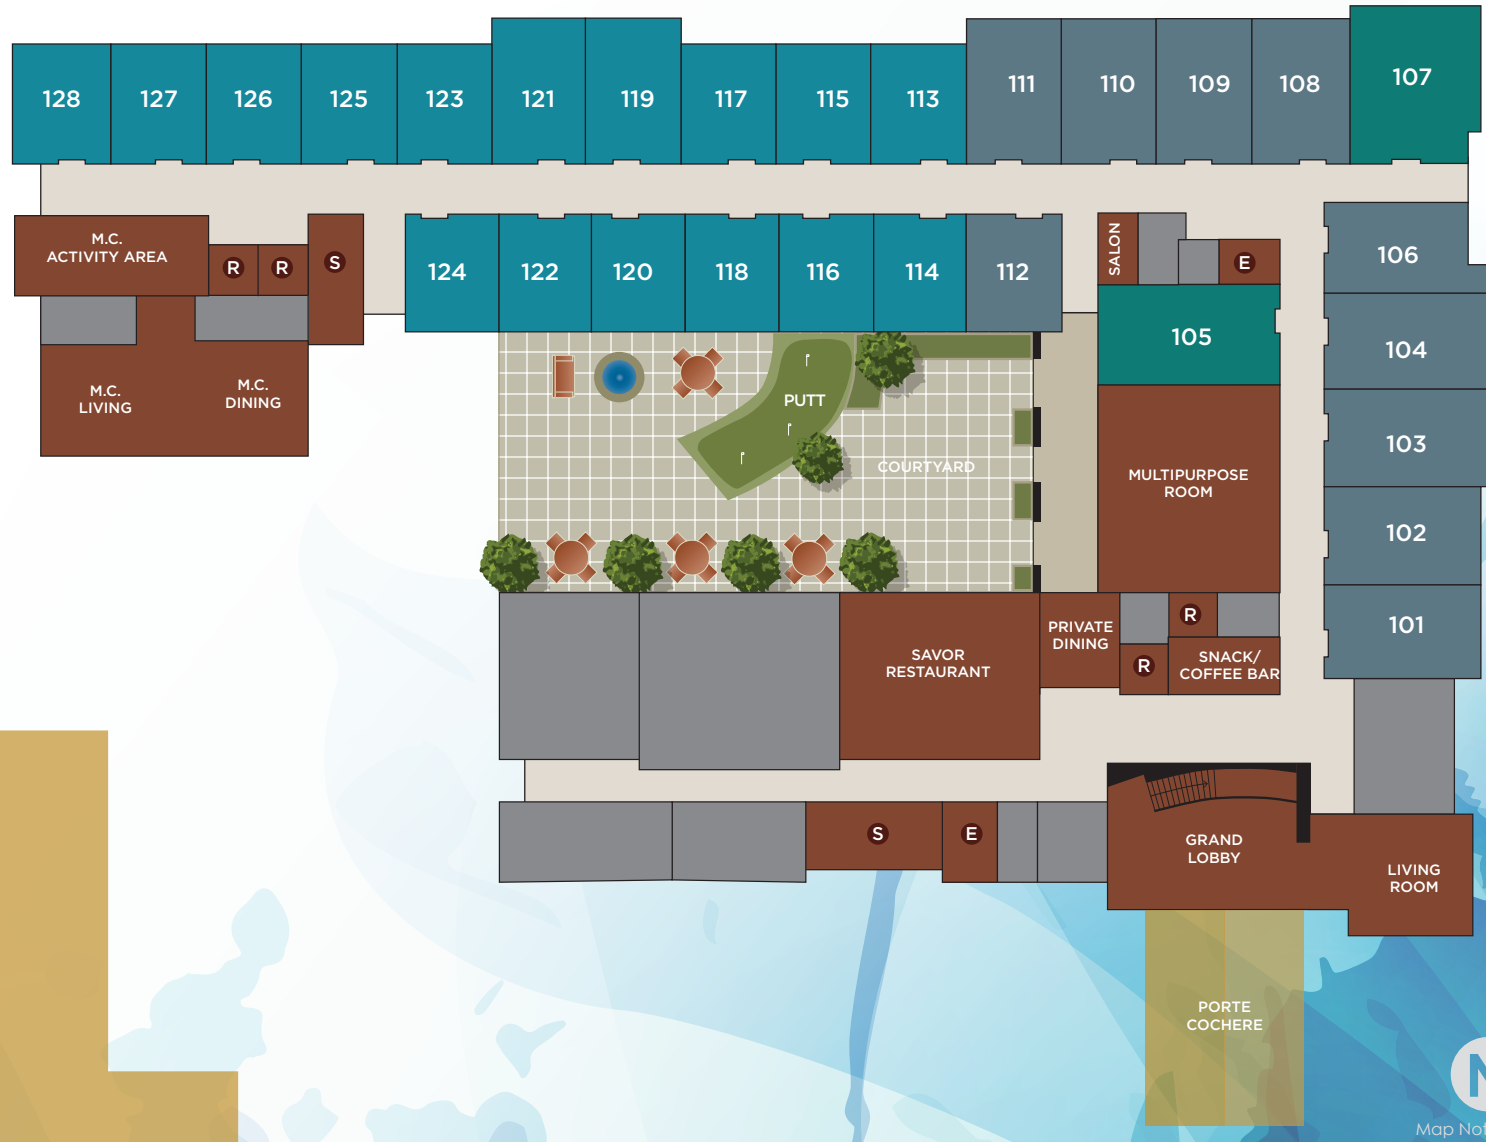 128 127 126 125 123 121 119 117 115 113 111 110 109 108 107
M.C.
ACTIVITY AREA
R R S
124 122 120 118 116 114 112
SALON
E
106
105
104
M.C.
LIVING
M.C.
DINING
PUTT
COURTYARD
MULTIPURPOSE
ROOM
103
102
101
SAVOR
RESTAURANT
PRIVATE
DINING
R
R
SNACK/
COFFEE BAR
S
E
GRAND
LOBBY
LIVING
ROOM
PORTE
COCHERE
N
Map Not